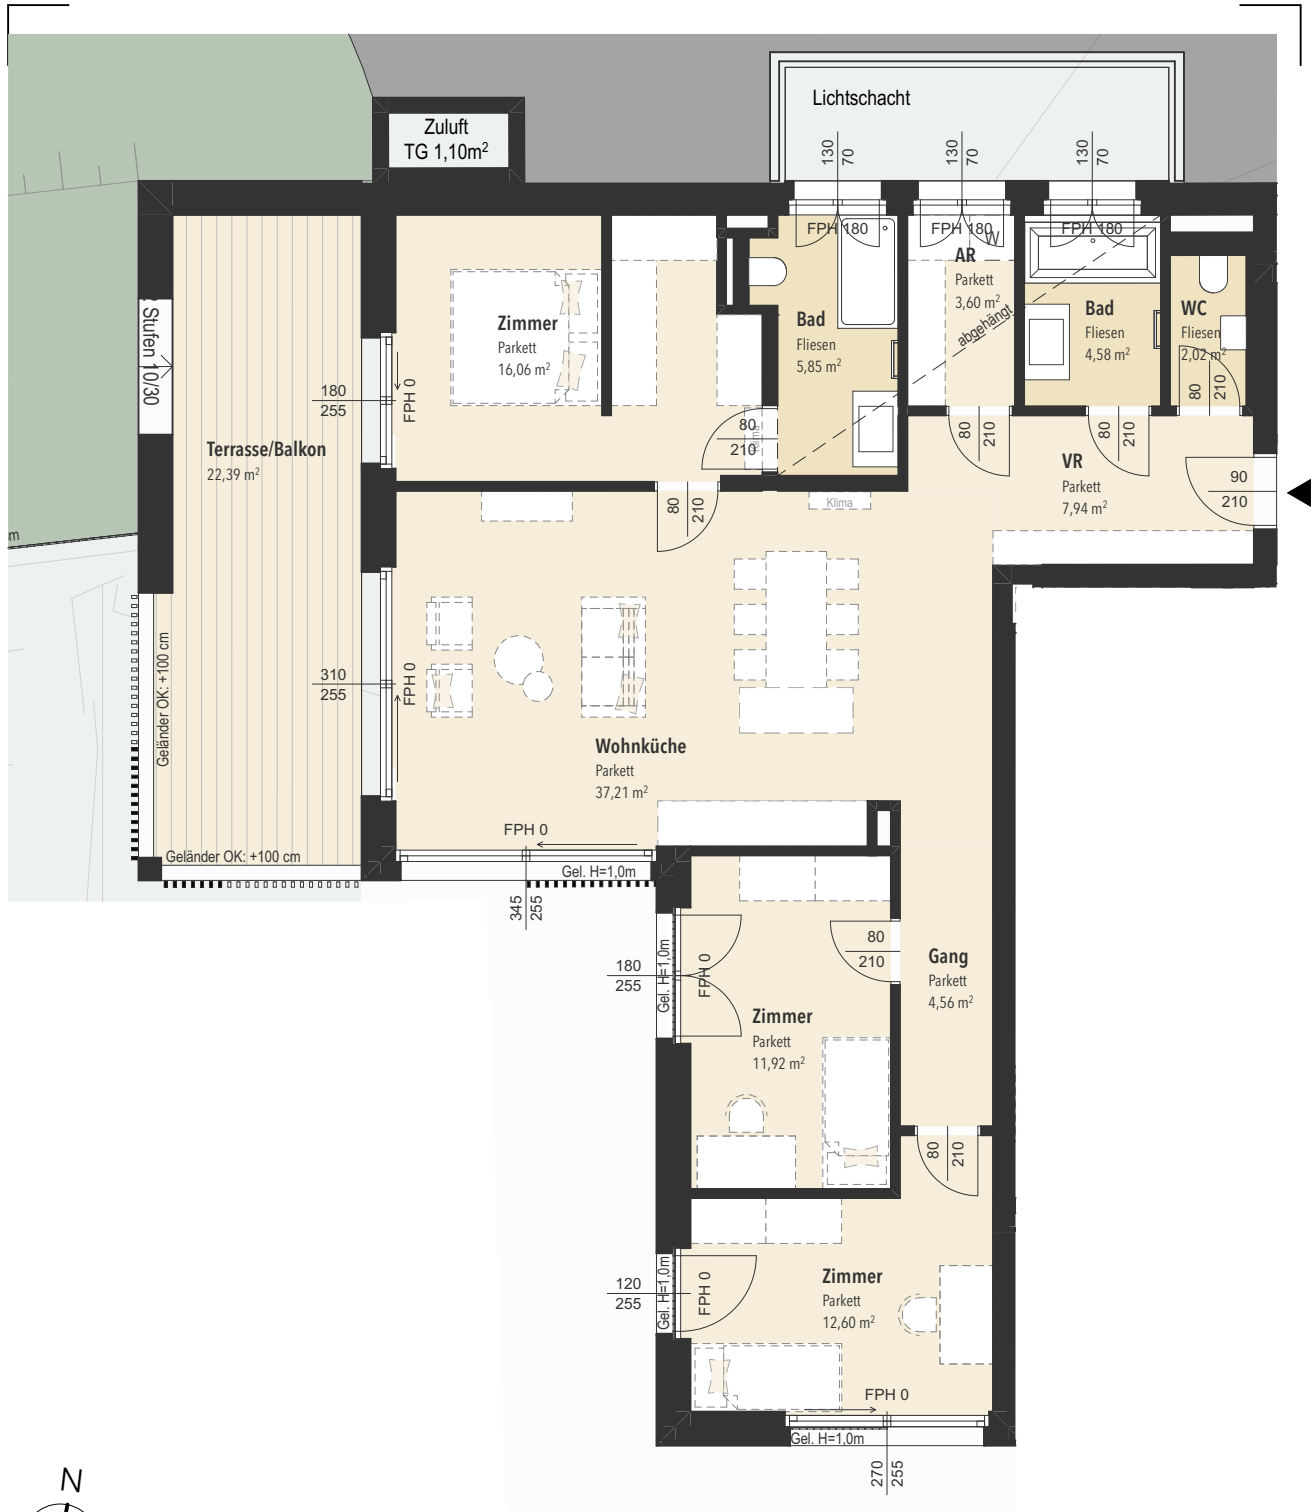 Lichtschacht
Zuluft
TG 1,10m²
130
70
130
70
130
70
FPH 180
FPH 180
FPH 180
W
AR
Parkett
3,60 m²
abgehängt
Bad
Fliesen
4,58 m²
WC
Fliesen
2,02 m²
80
210
Bad
Fliesen
5,85 m²
Zimmer
Parkett
16,06 m²
Stufen 10/30
180
255
FPH 0
Terrasse/Balkon
22,39 m²
80
210
Klima
80
210
80
210
VR
Parkett
7,94 m²
90
210
80
210
Klima
m
Geländer OK: +100 cm
310
255
FPH 0
Wohnküche
Parkett
37,21 m²
FPH 0
Geländer OK: +100 cm
Gel. H=1,0m
345
255
180
255
Gel. H=1,0m
FPH 0
80
210
Gang
Parkett
4,56 m²
Zimmer
Parkett
11,92 m²
80
210
120
255
Gel. H=1,0m
FPH 0
Zimmer
Parkett
12,60 m²
FPH 0
Gel. H=1,0m
270
255
N